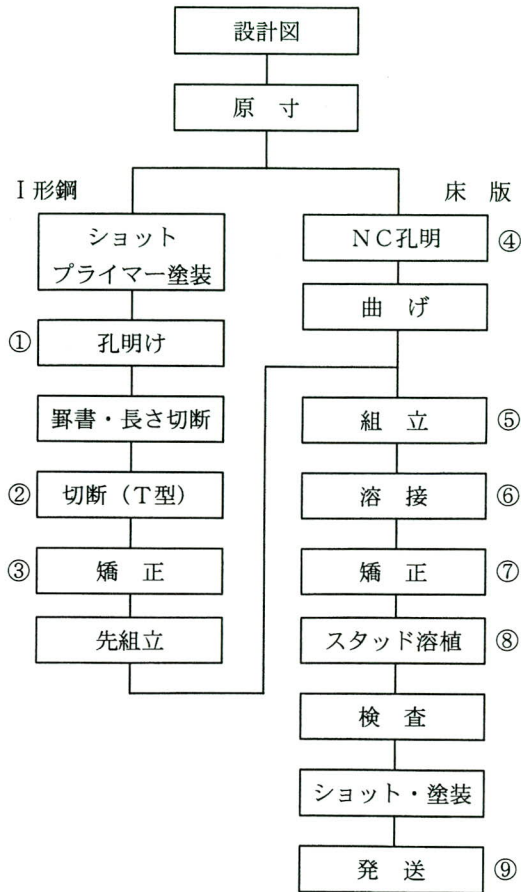 設計図
原 寸
I形鋼
ショット
プライマー塗装
① 孔明け
罫書・長さ切断
② 切断（T型）
③ 矯 正
先組立
床 版
NC孔明 ④
曲 げ
組 立 ⑤
溶 接 ⑥
矯 正 ⑦
スタッド溶植 ⑧
検 査
ショット・塗装
発 送 ⑨